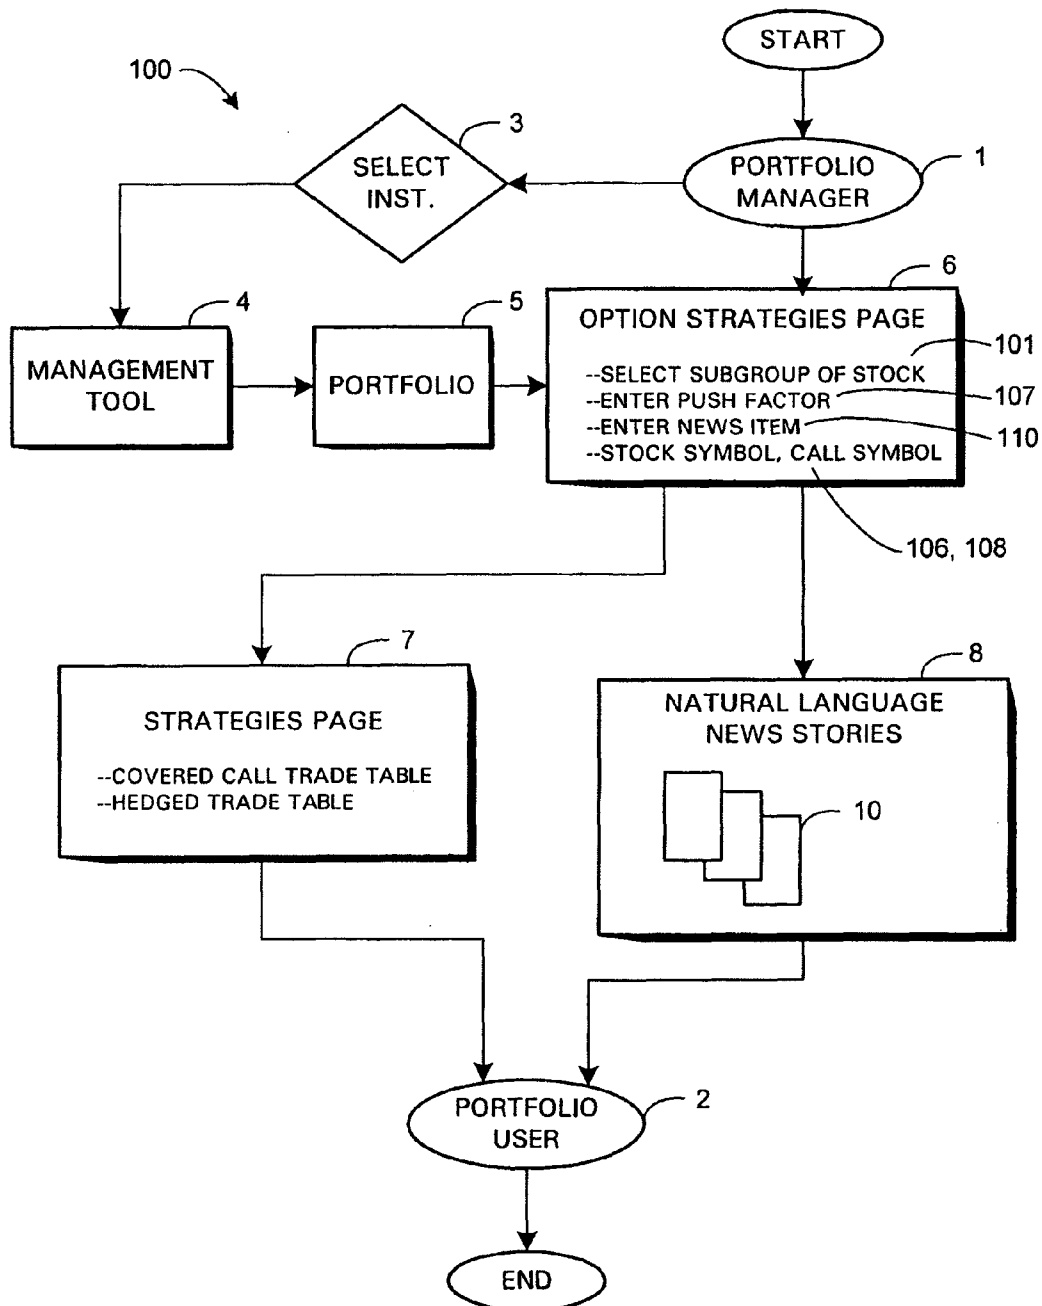 START
100
3
SELECT
INST.
PORTFOLIO
MANAGER
1
4
MANAGEMENT
TOOL
5
PORTFOLIO
6
OPTION STRATEGIES PAGE
101
--SELECT SUBGROUP OF STOCK
--ENTER PUSH FACTOR
107
--ENTER NEWS ITEM
110
--STOCK SYMBOL, CALL SYMBOL
106, 108
7
STRATEGIES PAGE
--COVERED CALL TRADE TABLE
--HEDGED TRADE TABLE
8
NATURAL LANGUAGE
NEWS STORIES
10
PORTFOLIO
USER
2
END